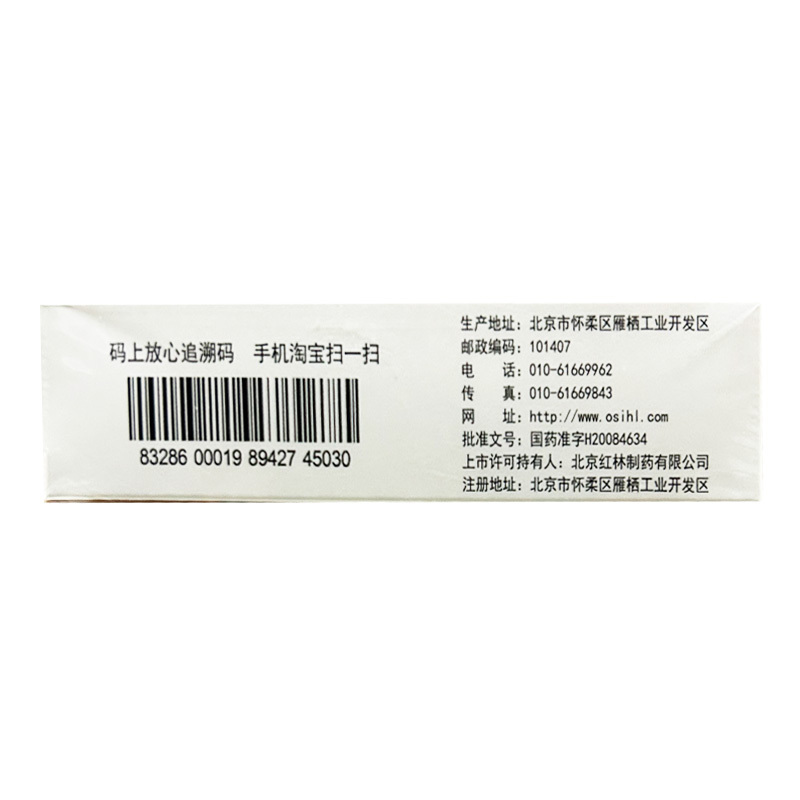 码上放心追溯码 手机淘宝扫一扫
83286 00019 89427 45030
生产地址：北京市怀柔区雁栖工业开发区
邮政编码：101407
电 话：010-61669962
传 真：010-61669843
网 址：http://www.osihl.com
批准文号：国药准字H20084634
上市许可持有人：北京红林制药有限公司
注册地址：北京市怀柔区雁栖工业开发区